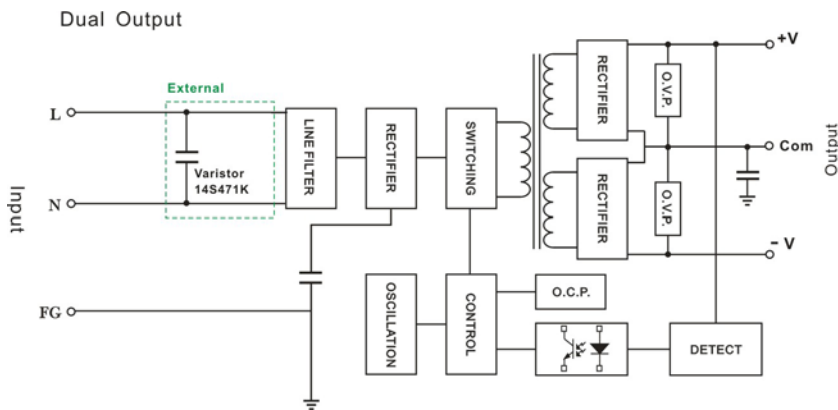 Dual Output
External
L
Varistor
14S471K
N
Input
FG
LINE FILTER
RECTIFIER
SWITCHING
RECTIFIER
RECTIFIER
O.V.P.
O.V.P.
+V
Com
- V
Output
OSCILLATION
CONTROL
O.C.P.
DETECT